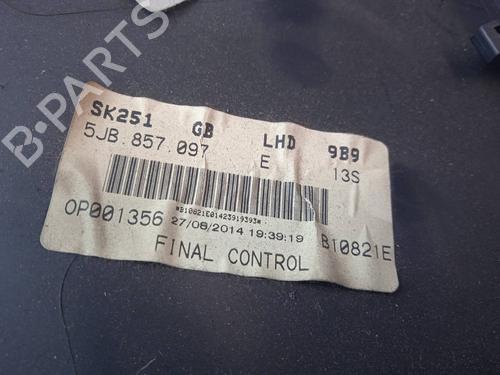 SK251 GB LHD 9B9
5JB.857.097 E 13S
*B10821E01423919393*
OP001356 27/08/2014 19:39:19 B10821E
FINAL CONTROL
B-PARTS